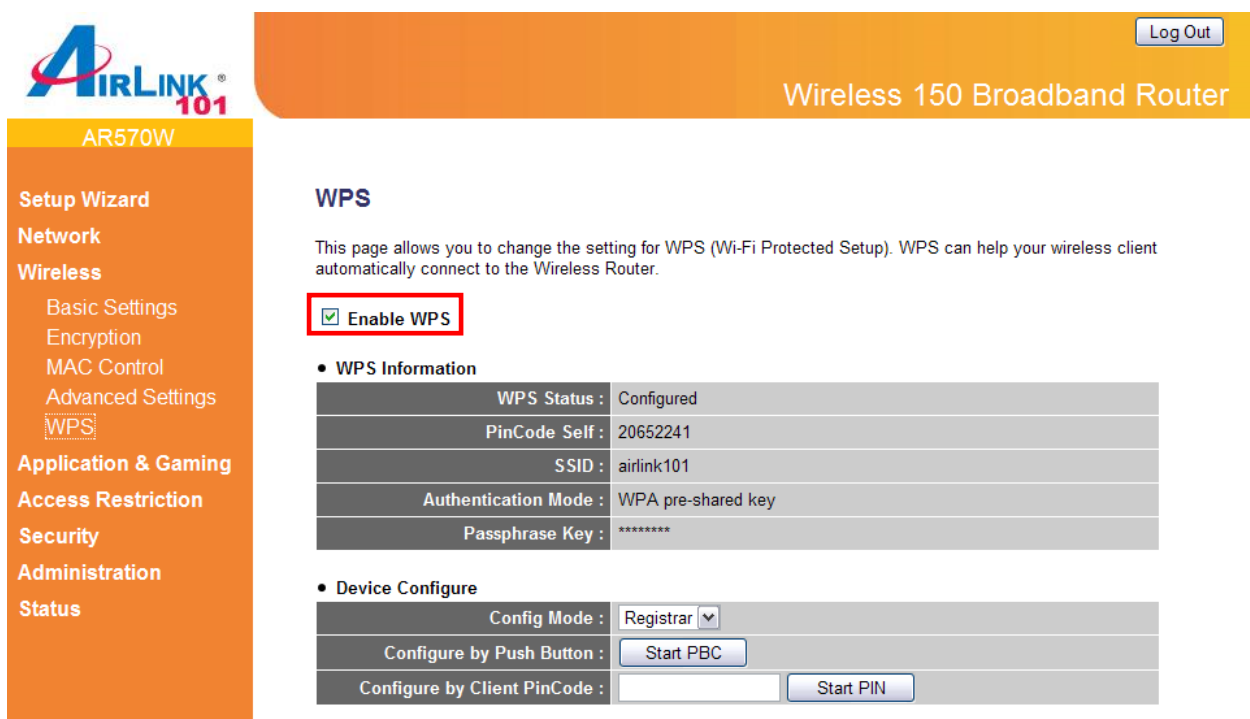 Log Out
AIRLINK ®
101
Wireless 150 Broadband Router
AR570W
Setup Wizard
Network
Wireless
Basic Settings
Encryption
MAC Control
Advanced Settings
WPS
Application & Gaming
Access Restriction
Security
Administration
Status
WPS
This page allows you to change the setting for WPS (Wi-Fi Protected Setup). WPS can help your wireless client
automatically connect to the Wireless Router.
Enable WPS
• WPS Information
WPS Status : Configured
PinCode Self : 20652241
SSID : airlink101
Authentication Mode : WPA pre-shared key
Passphrase Key : ********
• Device Configure
Config Mode : Registrar
Configure by Push Button : Start PBC
Configure by Client PinCode : Start PIN